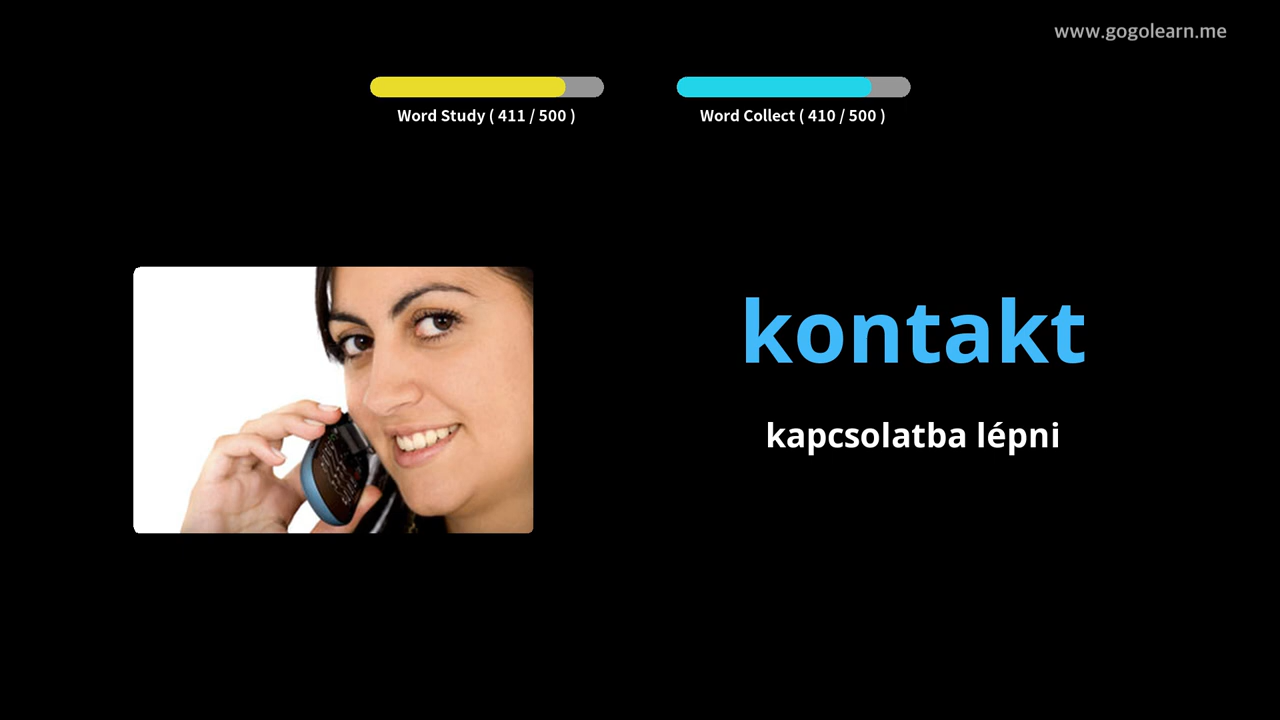 www.gogolearn.me
Word Study ( 411 / 500 )
Word Collect ( 410 / 500 )
kontakt
kapcsolatba lépni